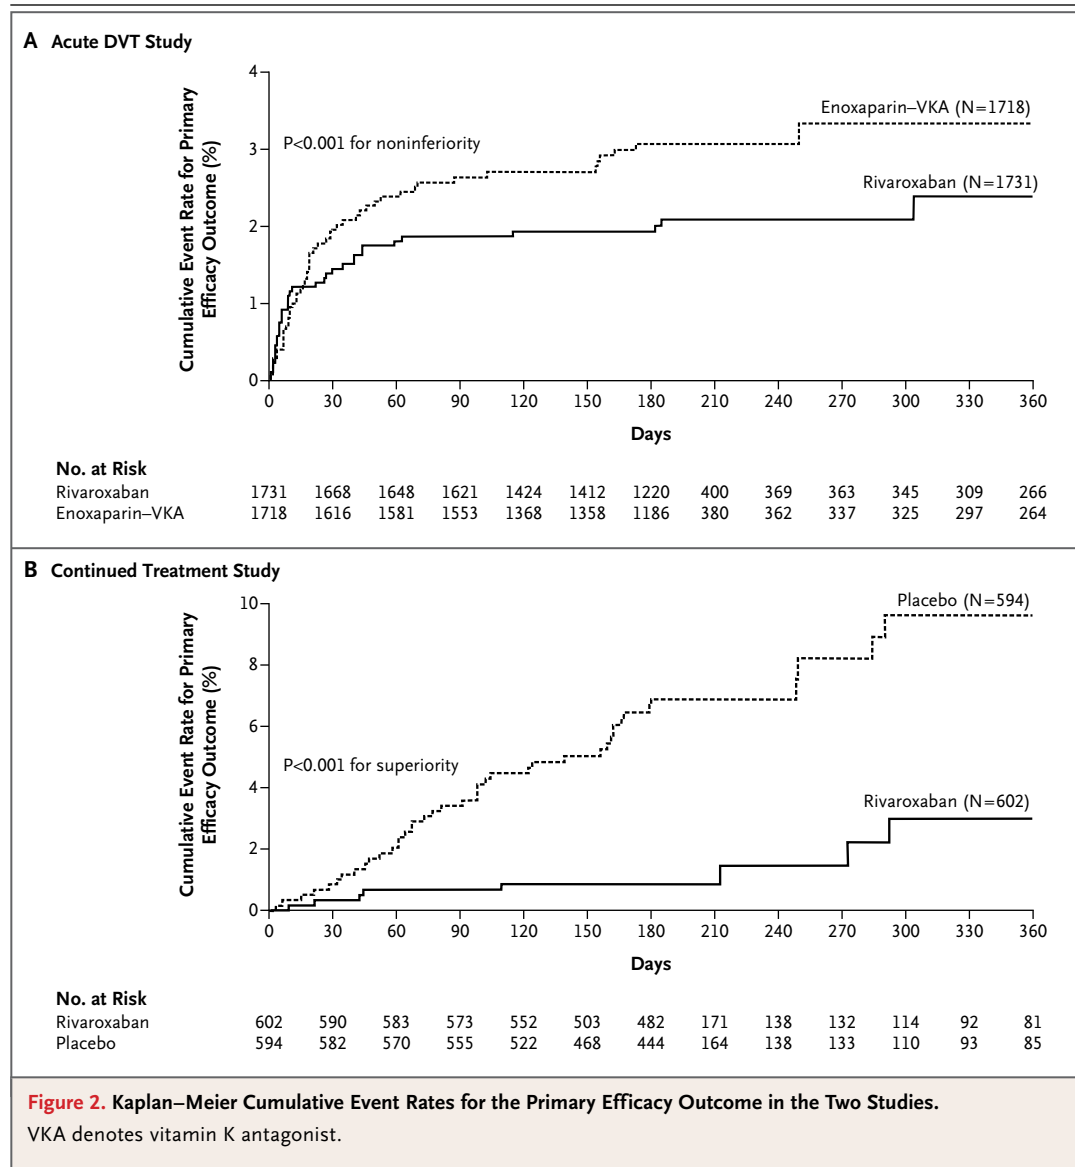 A Acute DVT Study
Cumulative Event Rate for Primary
Efficacy Outcome (%)
4
3
2
1
0
P<0.001 for noninferiority
Enoxaparin–VKA (N=1718)
Rivaroxaban (N=1731)
0 30 60 90 120 150 180 210 240 270 300 330 360
Days
No. at Risk
Rivaroxaban 1731 1668 1648 1621 1424 1412 1220 400 369 363 345 309 266
Enoxaparin–VKA 1718 1616 1581 1553 1368 1358 1186 380 362 337 325 297 264
B Continued Treatment Study
Cumulative Event Rate for Primary
Efficacy Outcome (%)
10
8
6
4
2
0
P<0.001 for superiority
Placebo (N=594)
Rivaroxaban (N=602)
0 30 60 90 120 150 180 210 240 270 300 330 360
Days
No. at Risk
Rivaroxaban 602 590 583 573 552 503 482 171 138 132 114 92 81
Placebo 594 582 570 555 522 468 444 164 138 133 110 93 85
Figure 2. Kaplan–Meier Cumulative Event Rates for the Primary Efficacy Outcome in the Two Studies.
VKA denotes vitamin K antagonist.